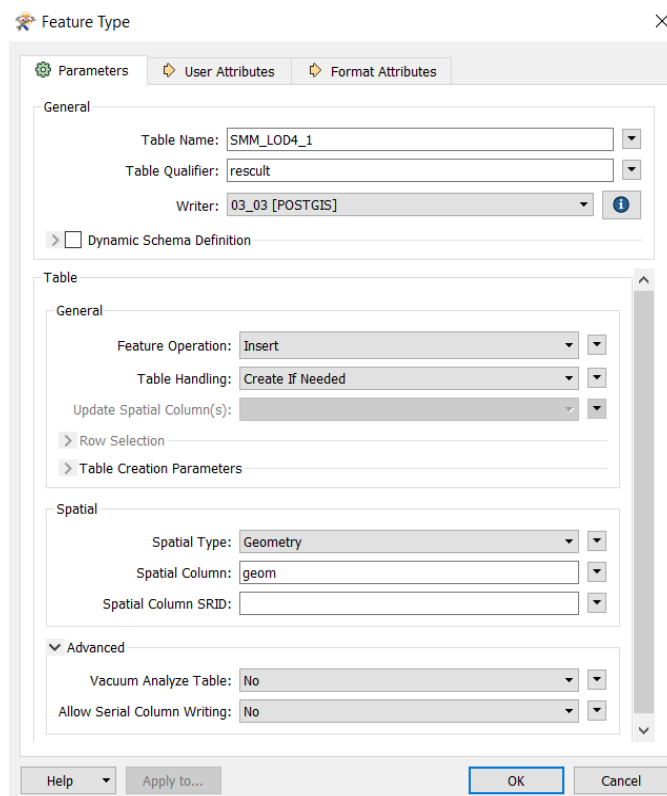 Feature Type
Parameters User Attributes Format Attributes
General
Table Name: SMM_LOD4_1
Table Qualifier: rescult
Writer: 03_03 [POSTGIS]
Dynamic Schema Definition
Table
General
Feature Operation: Insert
Table Handling: Create If Needed
Update Spatial Column(s):
Row Selection
Table Creation Parameters
Spatial
Spatial Type: Geometry
Spatial Column: geom
Spatial Column SRID:
Advanced
Vacuum Analyze Table: No
Allow Serial Column Writing: No
Help Apply to... OK Cancel